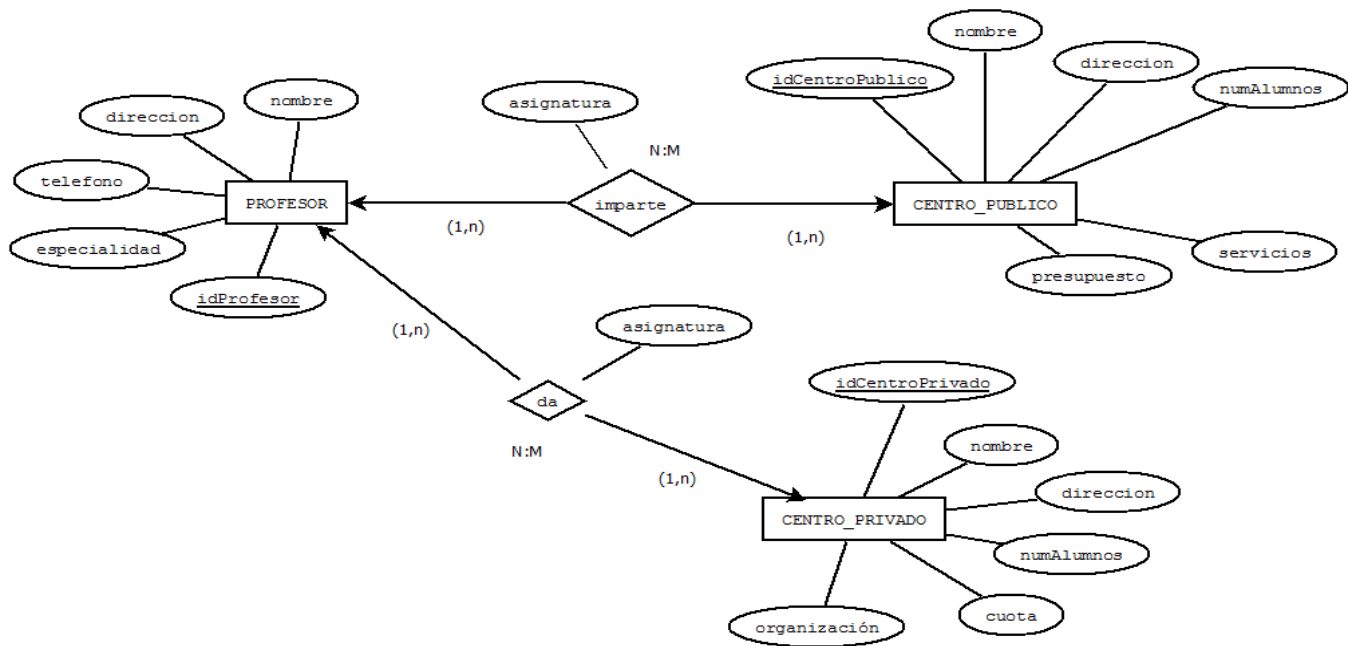 nombre
idCentroPublico
direccion
numAlumnos
nombre
asignatura
direccion
N:M
telefono
PROFESOR
imparte
CENTRO_PUBLICO
(1,n)
(1,n)
especialidad
servicios
presupuesto
idProfesor
(1,n)
asignatura
idCentroPrivado
da
nombre
N:M
(1,n)
direccion
CENTRO_PRIVADO
numAlumnos
cuota
organización